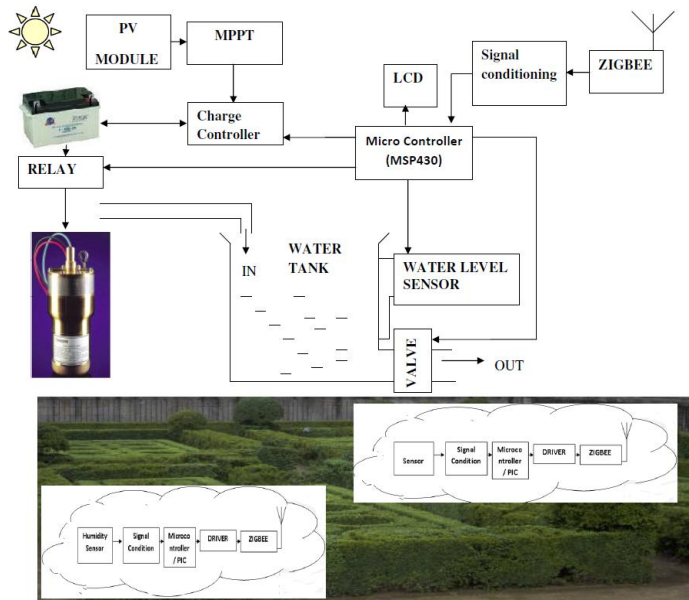 PV
MODULE
MPPT
Signal
conditioning
ZIGBEE
LCD
Charge
Controller
Micro Controller
(MSP430)
RELAY
WATER
TANK
IN
WATER LEVEL
SENSOR
VALVE
OUT
Sensor
Signal
Condition
Microco
ntroller
/ PIC
DRIVER
ZIGBEE
Humidity
Sensor
Signal
Condition
Microco
ntroller
/ PIC
DRIVER
ZIGBEE